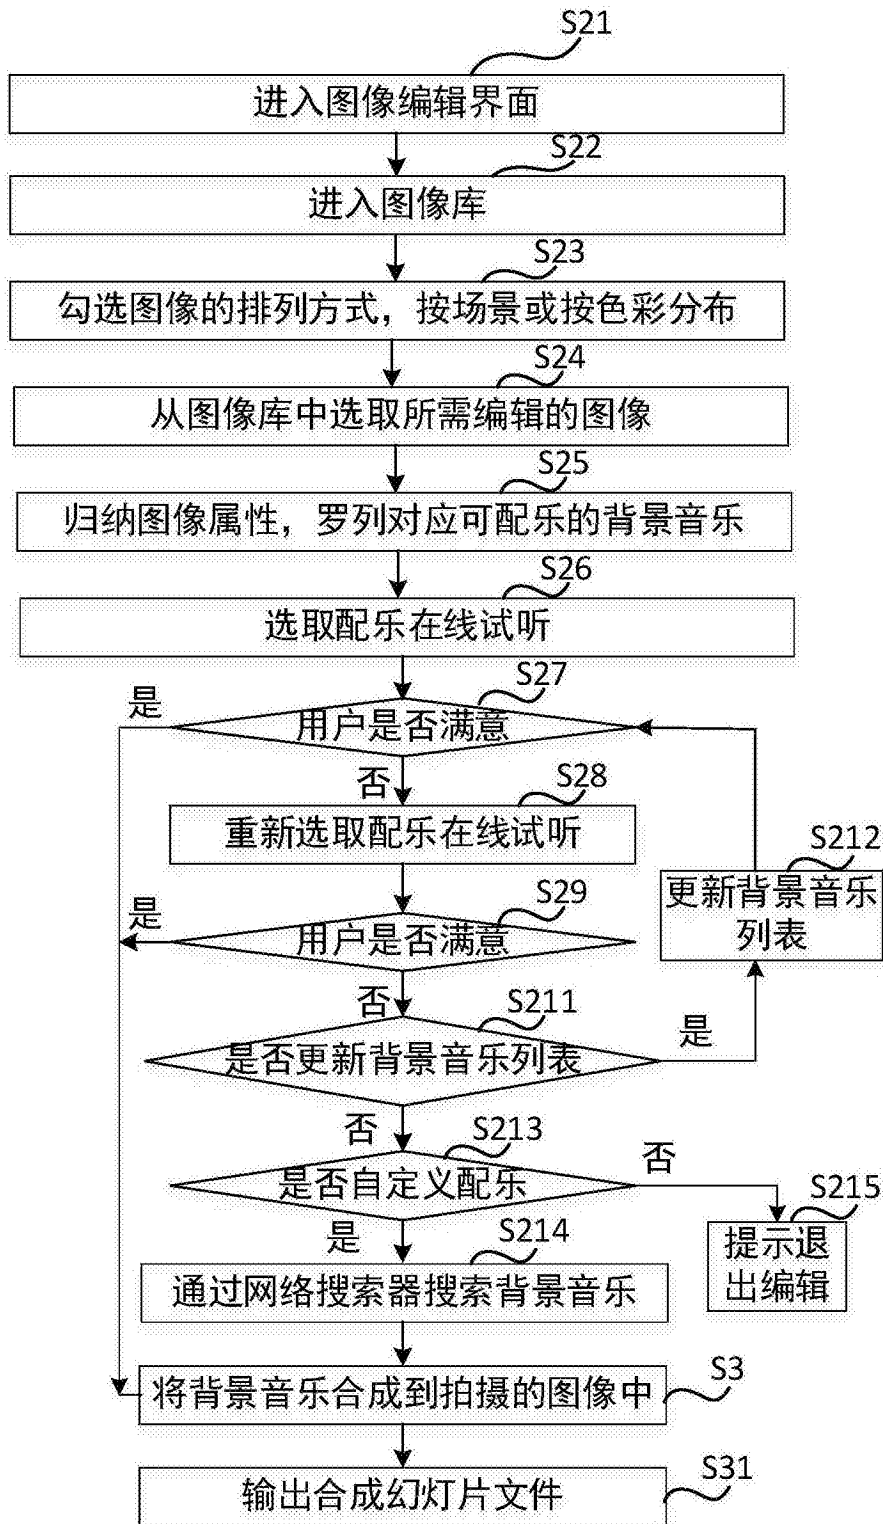 S21
进入图像编辑界面
S22
进入图像库
S23
勾选图像的排列方式，按场景或按色彩分布
S24
从图像库中选取所需编辑的图像
S25
归纳图像属性，罗列对应可配乐的背景音乐
S26
选取配乐在线试听
S27
是
用户是否满意
否
S28
重新选取配乐在线试听
S212
更新背景音乐
列表
S29
是
用户是否满意
否
S211
是否更新背景音乐列表
是
否
S213
是否自定义配乐
否
S215
提示退
出编辑
是
S214
通过网络搜索器搜索背景音乐
S3
将背景音乐合成到拍摄的图像中
S31
输出合成幻灯片文件